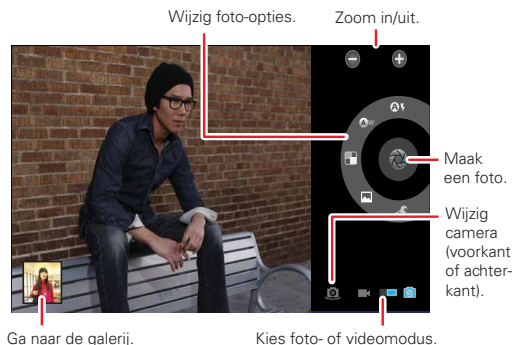 Wijzig foto-opties.
Zoom in/uit.
Maak
een foto.
Wijzig
camera
(voorkant
of achter-
kant).
Ga naar de galerij.
Kies foto- of videomodus.